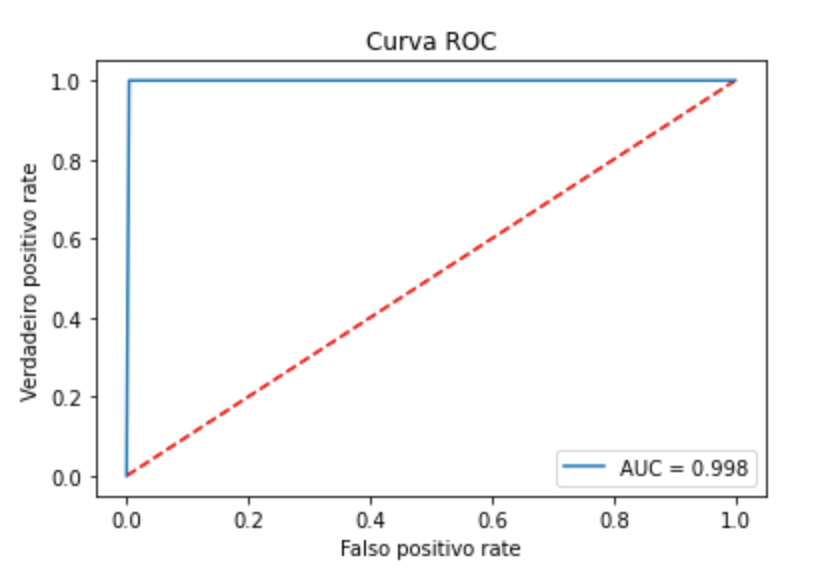 Curva ROC
1.0
0.8
0.6
0.4
0.2
0.0
Verdadeiro positivo rate
AUC = 0.998
0.0 0.2 0.4 0.6 0.8 1.0
Falso positivo rate